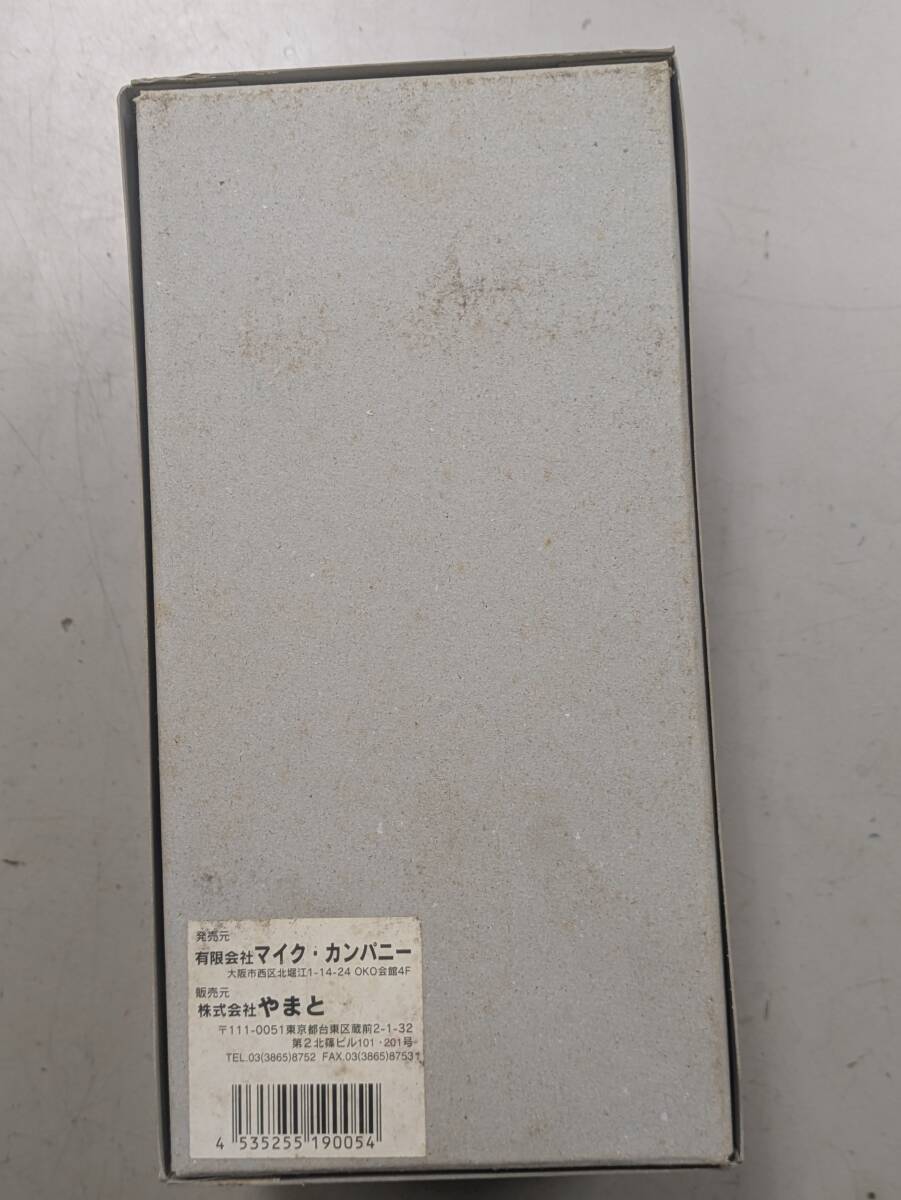 発売元
有限会社マイク・カンパニー
大阪市西区北堀江1-14-24 OKO会館4F
販売元
株式会社やまと
〒111-0051東京都台東区蔵前2-1-32
第2北篠ビル101・201号
TEL.03(3865)8752 FAX.03(3865)8753
4 535255 190054